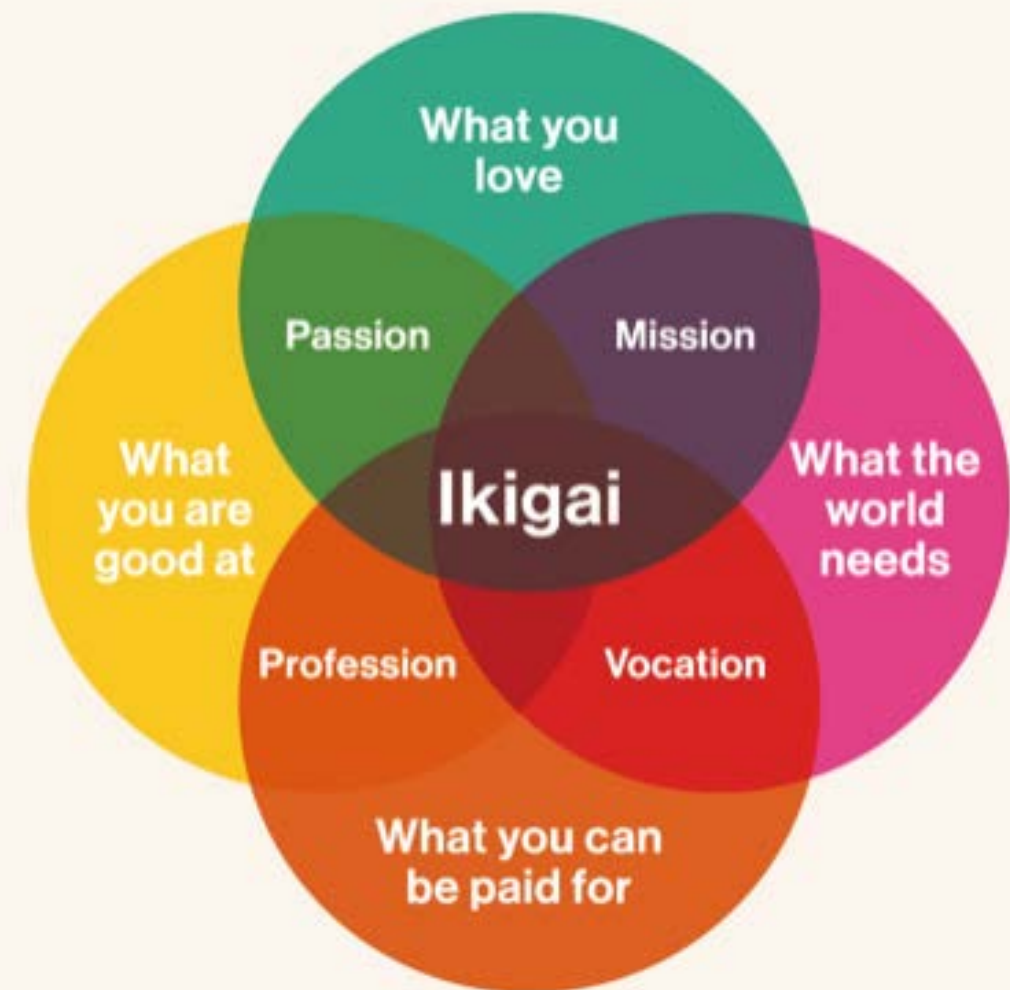 What you
love
Passion
Mission
What
you are
good at
Ikigai
What the
world
needs
Profession
Vocation
What you can
be paid for